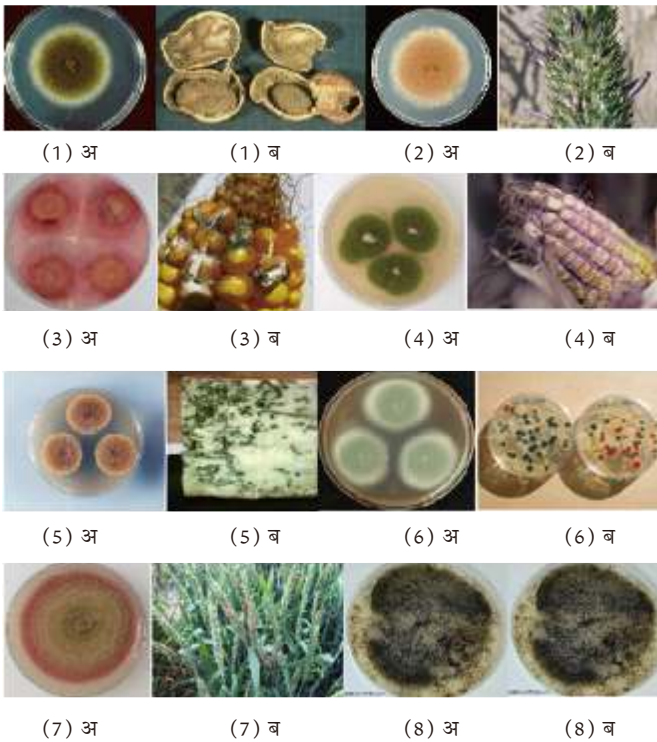 (1) अ (1) ब (2) अ (2) ब
(3) अ (3) ब (4) अ (4) ब
(5) अ (5) ब (6) अ (6) ब
(7) अ (7) ब (8) अ (8) ब